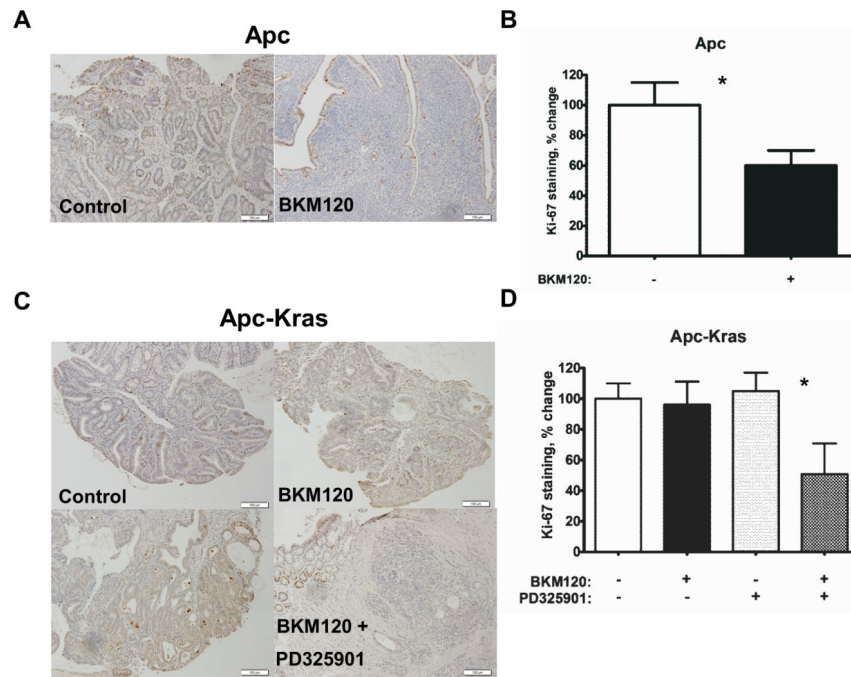 A
Apc
Control
BKM120
B
Apc
Ki-67 staining, % change
120
100
80
60
40
20
0
*
BKM120:
-
+
C
Apc-Kras
Control
BKM120
BKM120 +
PD325901
D
Apc-Kras
Ki-67 staining, % change
120
100
80
60
40
20
0
*
BKM120: - + - +
PD325901: - - + +